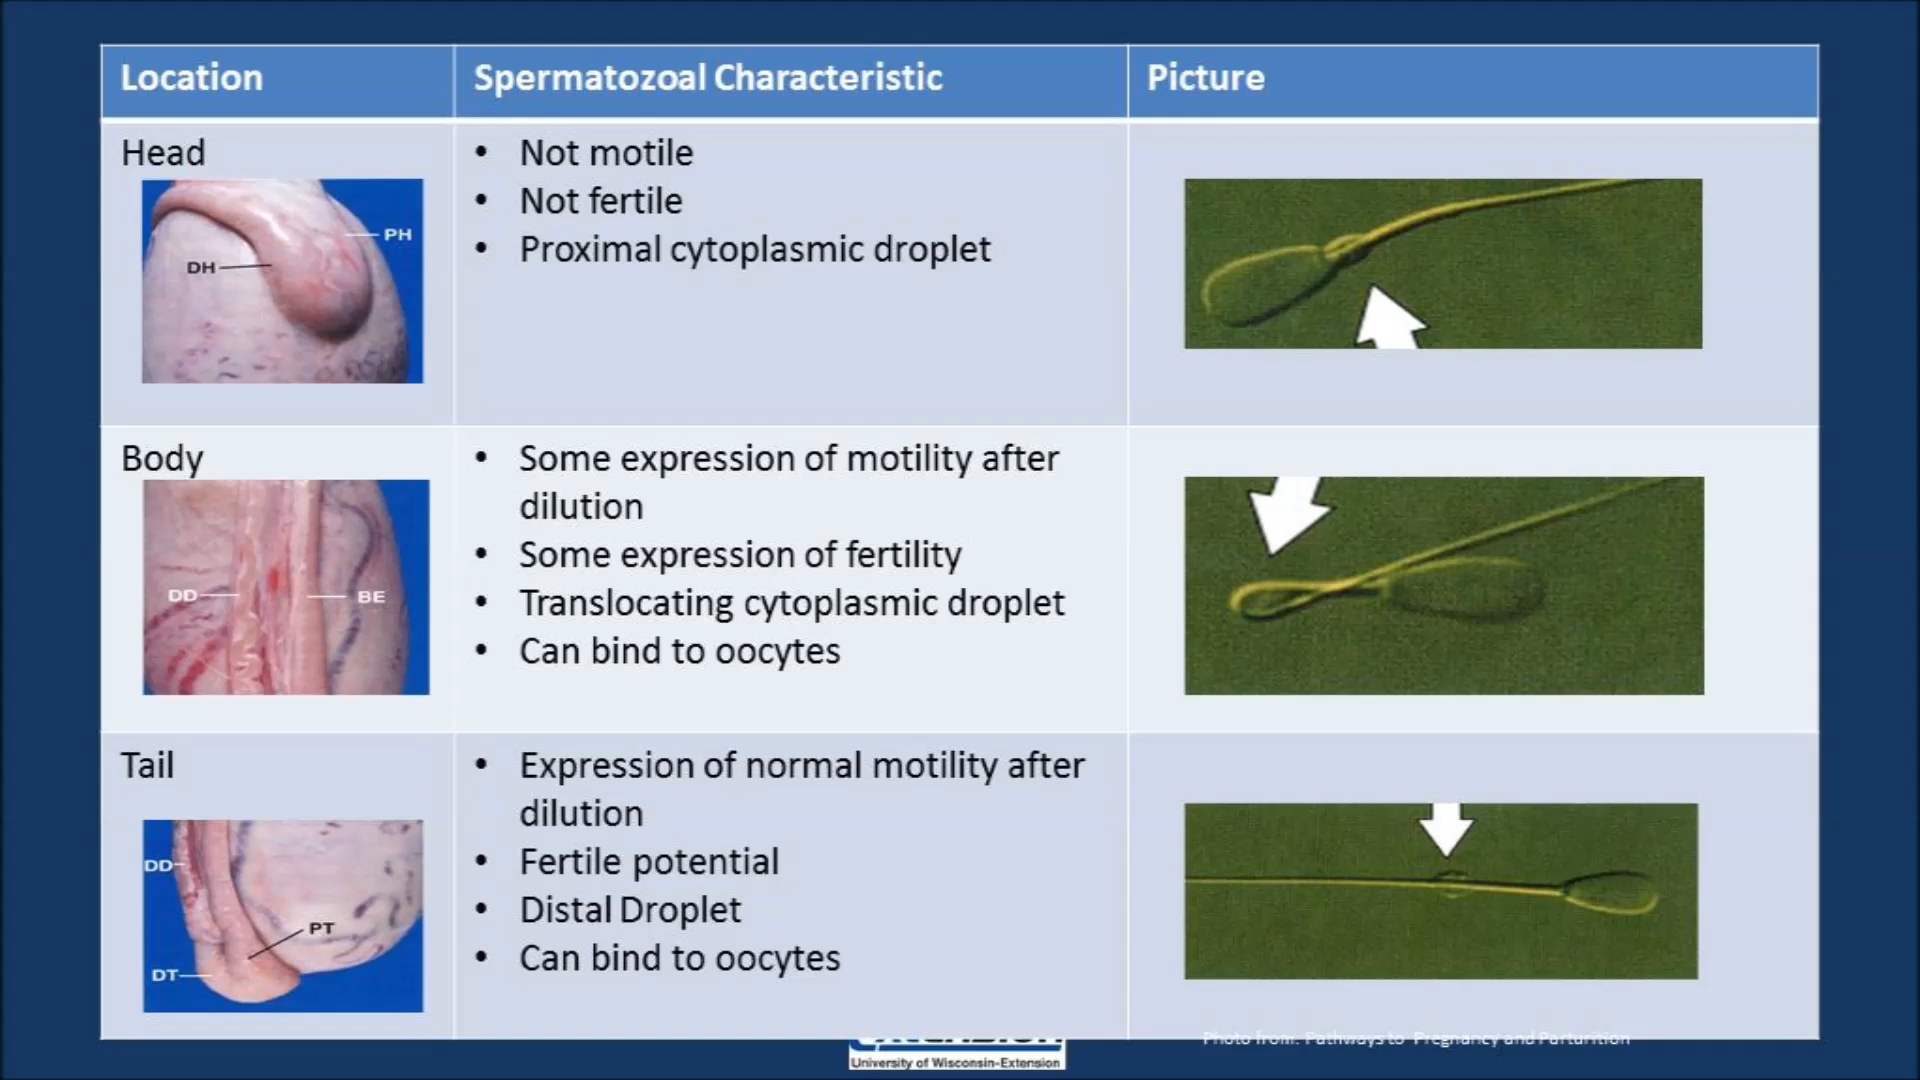 Location
Spermatozoal Characteristic
Picture
Head
PH
DH
• Not motile
• Not fertile
• Proximal cytoplasmic droplet
Body
DD
BE
• Some expression of motility after
dilution
• Some expression of fertility
• Translocating cytoplasmic droplet
• Can bind to oocytes
Tail
DD
PT
DT
• Expression of normal motility after
dilution
• Fertile potential
• Distal Droplet
• Can bind to oocytes
University of Wisconsin-Extension
Photo from: Pathways to Pregnancy and Parturition